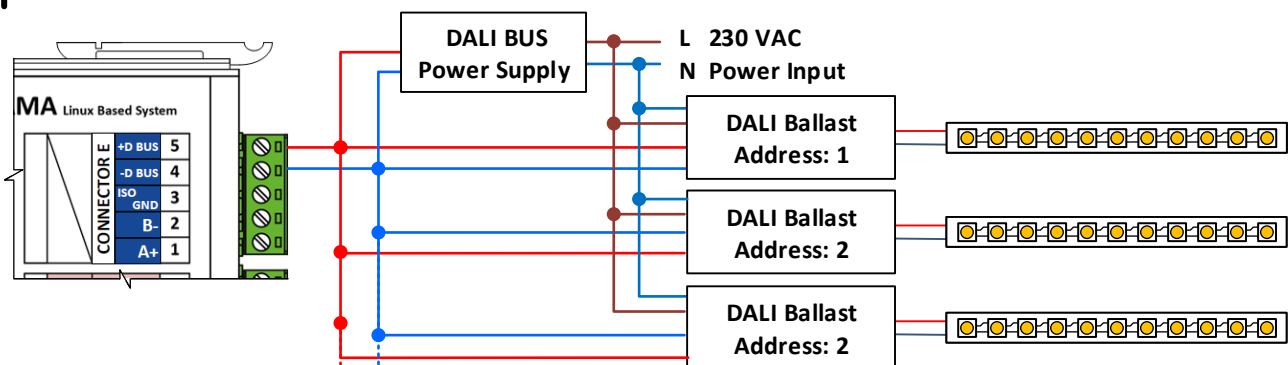 DALI BUS
Power Supply
L 230 VAC
N Power Input
MA Linux Based System
CONNECTOR E
+D BUS 5
-D BUS 4
ISO
GND 3
B- 2
A+ 1
DALI Ballast
Address: 1
DALI Ballast
Address: 2
DALI Ballast
Address: 2